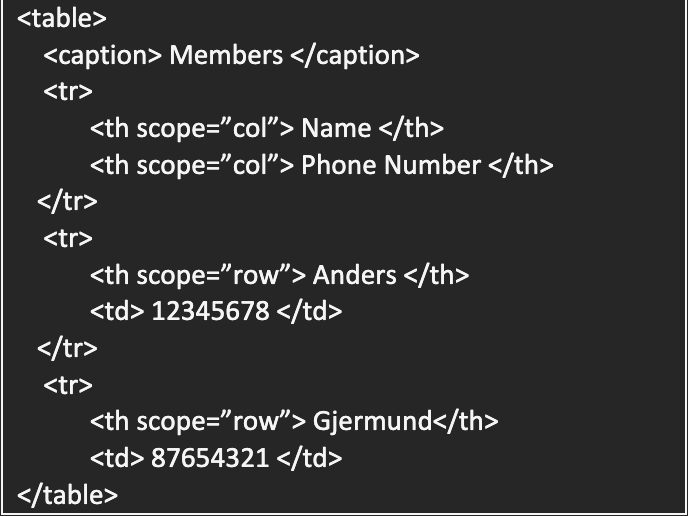 <table>
<caption> Members </caption>
<tr>
<th scope=”col”> Name </th>
<th scope=”col”> Phone Number </th>
</tr>
<tr>
<th scope=”row”> Anders </th>
<td> 12345678 </td>
</tr>
<tr>
<th scope=”row”> Gjermund</th>
<td> 87654321 </td>
</table>